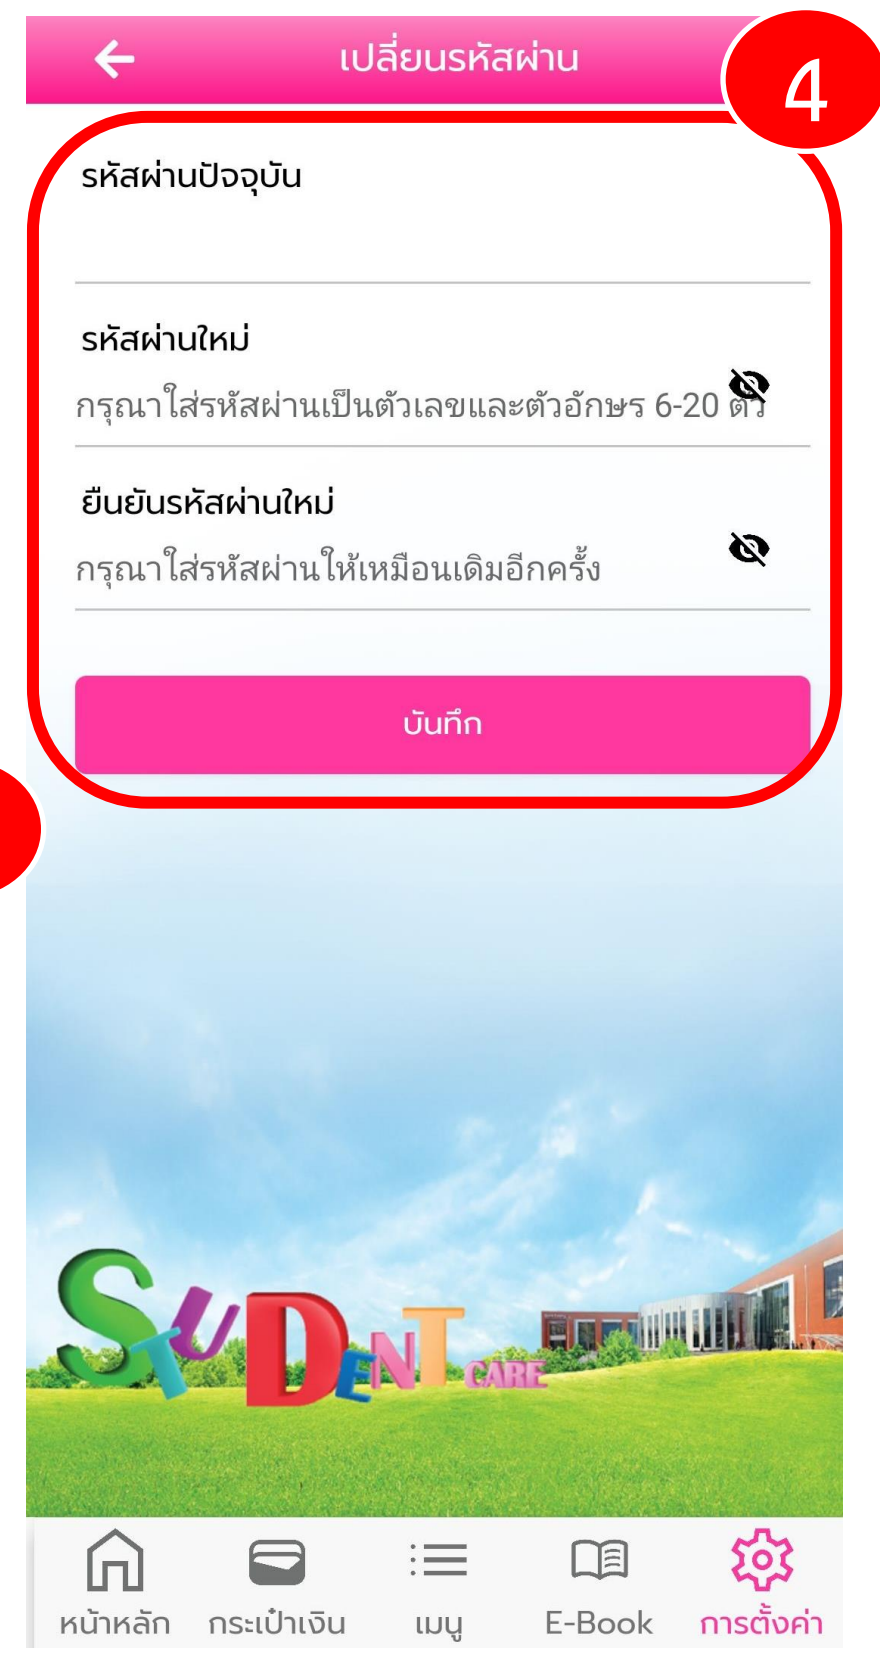 เปลี่ยนรหัสผ่าน
4
รหัสผ่านปัจจุบัน
รหัสผ่านใหม่
กรุณาใส่รหัสผ่านเป็นตัวเลขและตัวอักษร 6-20 ตัว
ยืนยันรหัสผ่านใหม่
กรุณาใส่รหัสผ่านให้เหมือนเดิมอีกครั้ง
บันทึก
STUDENT CARE
หน้าหลัก กระเป๋าเงิน เมนู E-Book การตั้งค่า